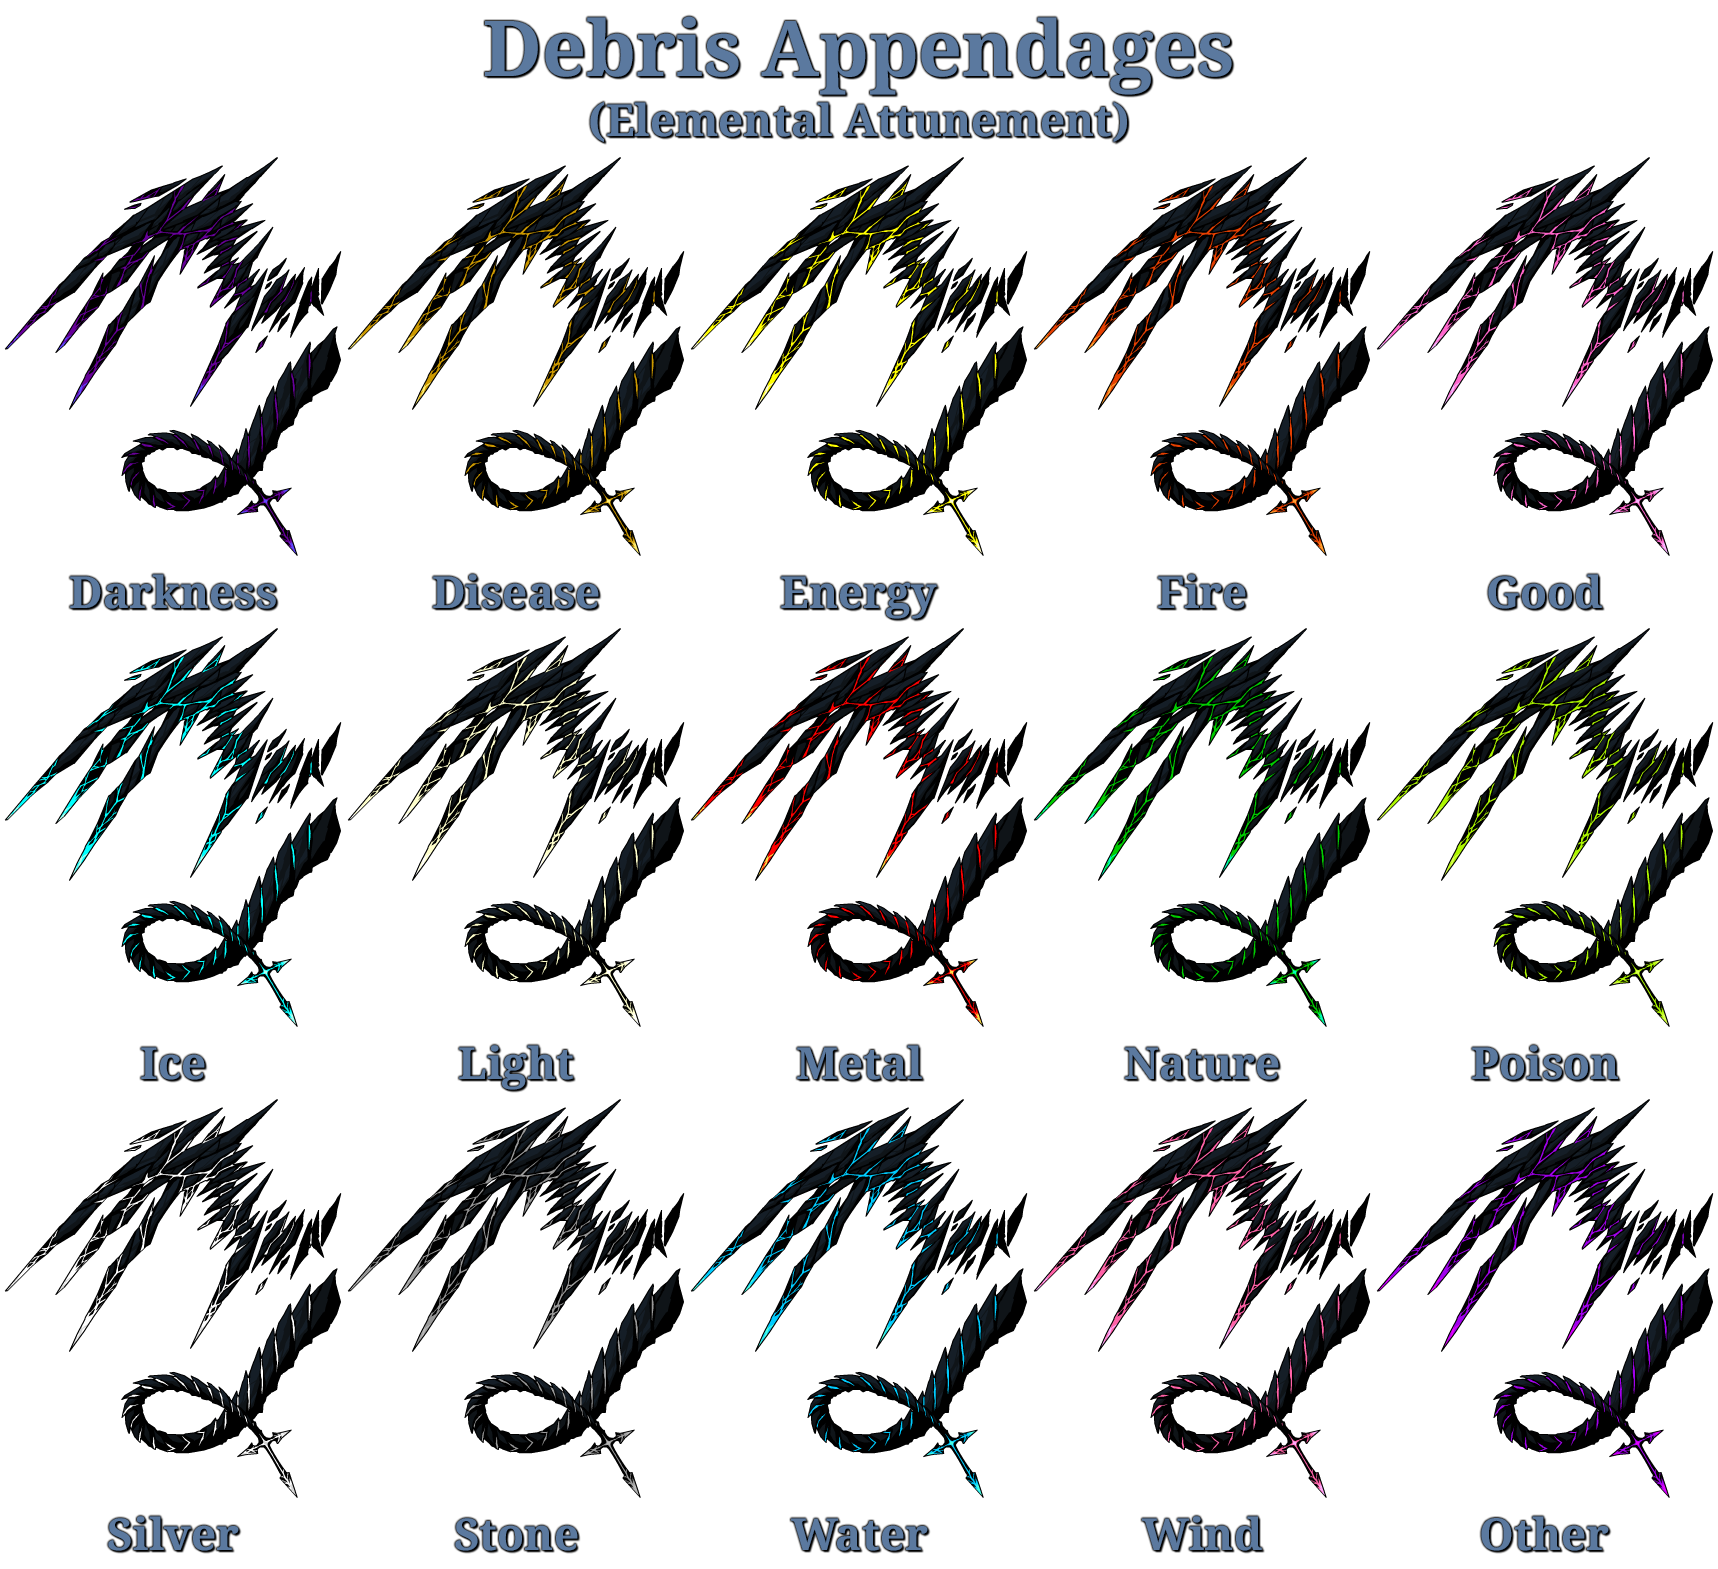 Debris Appendages
(Elemental Attunement)
Darkness Disease Energy Fire Good
Ice Light Metal Nature Poison
Silver Stone Water Wind Other